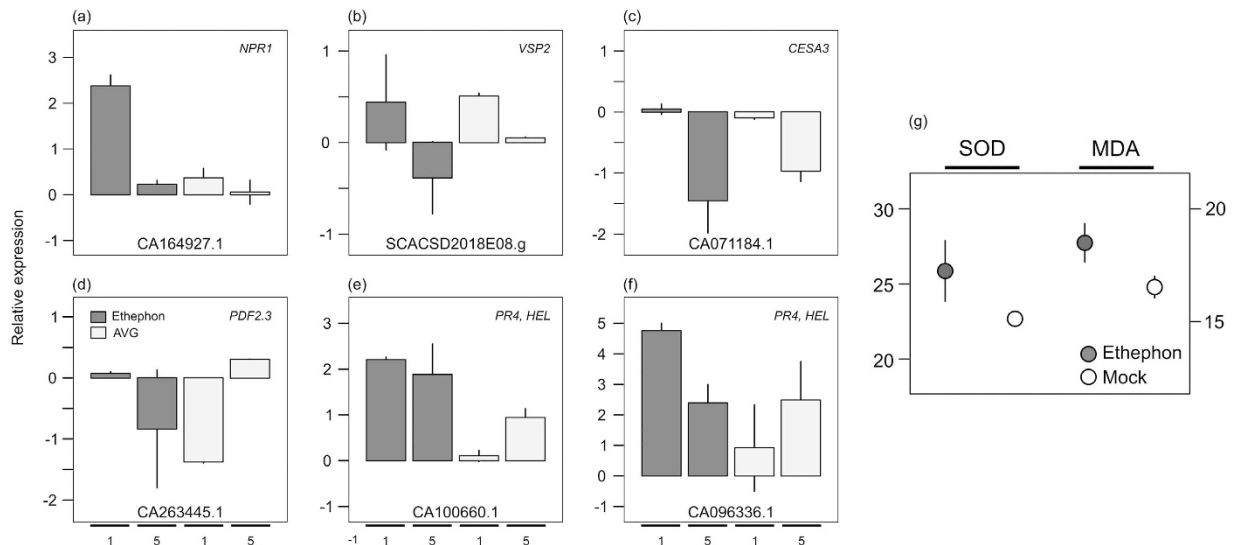 (a)
NPR1
3
2
1
0
-1
CA164927.1
(b)
VSP2
1
0
-1
SCACSD2018E08.g
(c)
CESA3
1
0
-1
-2
CA071184.1
Relative expression
(d)
Ethephon
AVG
PDF2.3
1
0
-1
-2
CA263445.1
1 5 1 5
(e)
PR4, HEL
3
2
1
0
-1
CA100660.1
1 5 1 5
(f)
PR4, HEL
5
4
3
2
1
0
-1
CA096336.1
1 5 1 5
(g)
SOD MDA
30
25
20
20
15
Ethephon
Mock